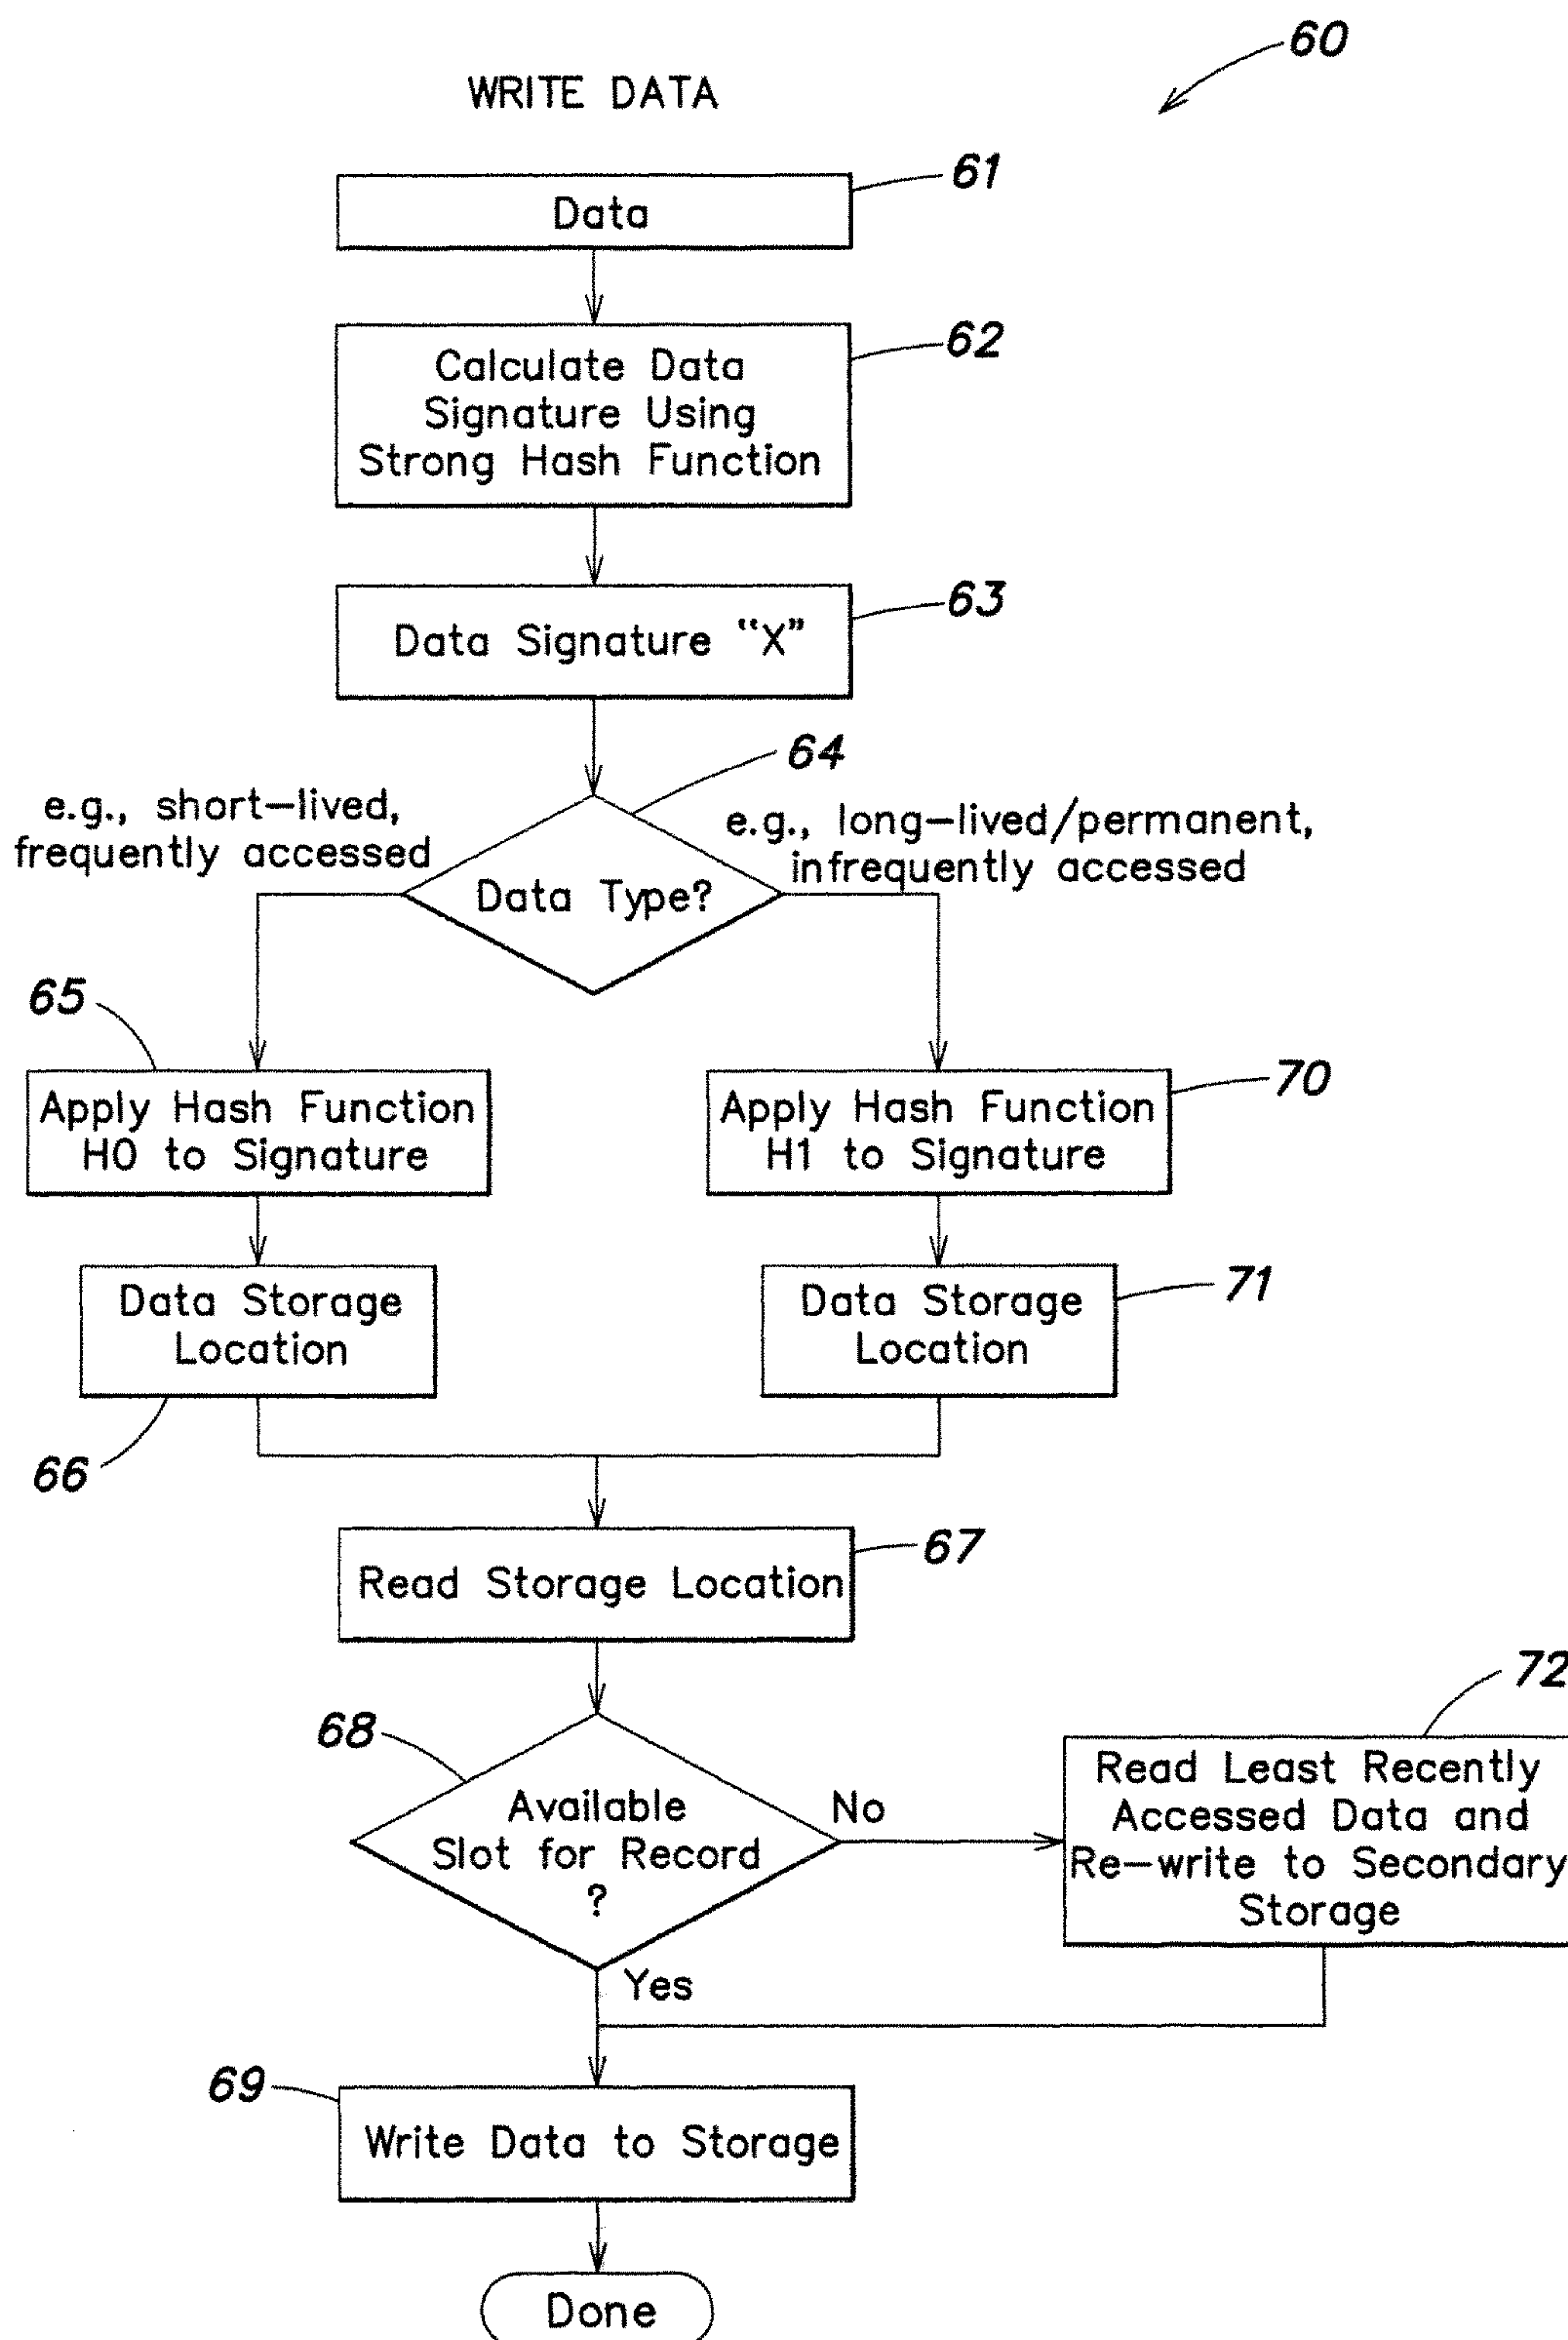 60
WRITE DATA
61
Data
62
Calculate Data
Signature Using
Strong Hash Function
63
Data Signature “X”
64
e.g., short-lived,
frequently accessed
e.g., long-lived/permanent,
infrequently accessed
Data Type?
65
Apply Hash Function
H0 to Signature
70
Apply Hash Function
H1 to Signature
Data Storage
Location
66
71
Data Storage
Location
67
Read Storage Location
68
Available
Slot for Record
?
No
72
Read Least Recently
Accessed Data and
Re-write to Secondary
Storage
Yes
69
Write Data to Storage
Done